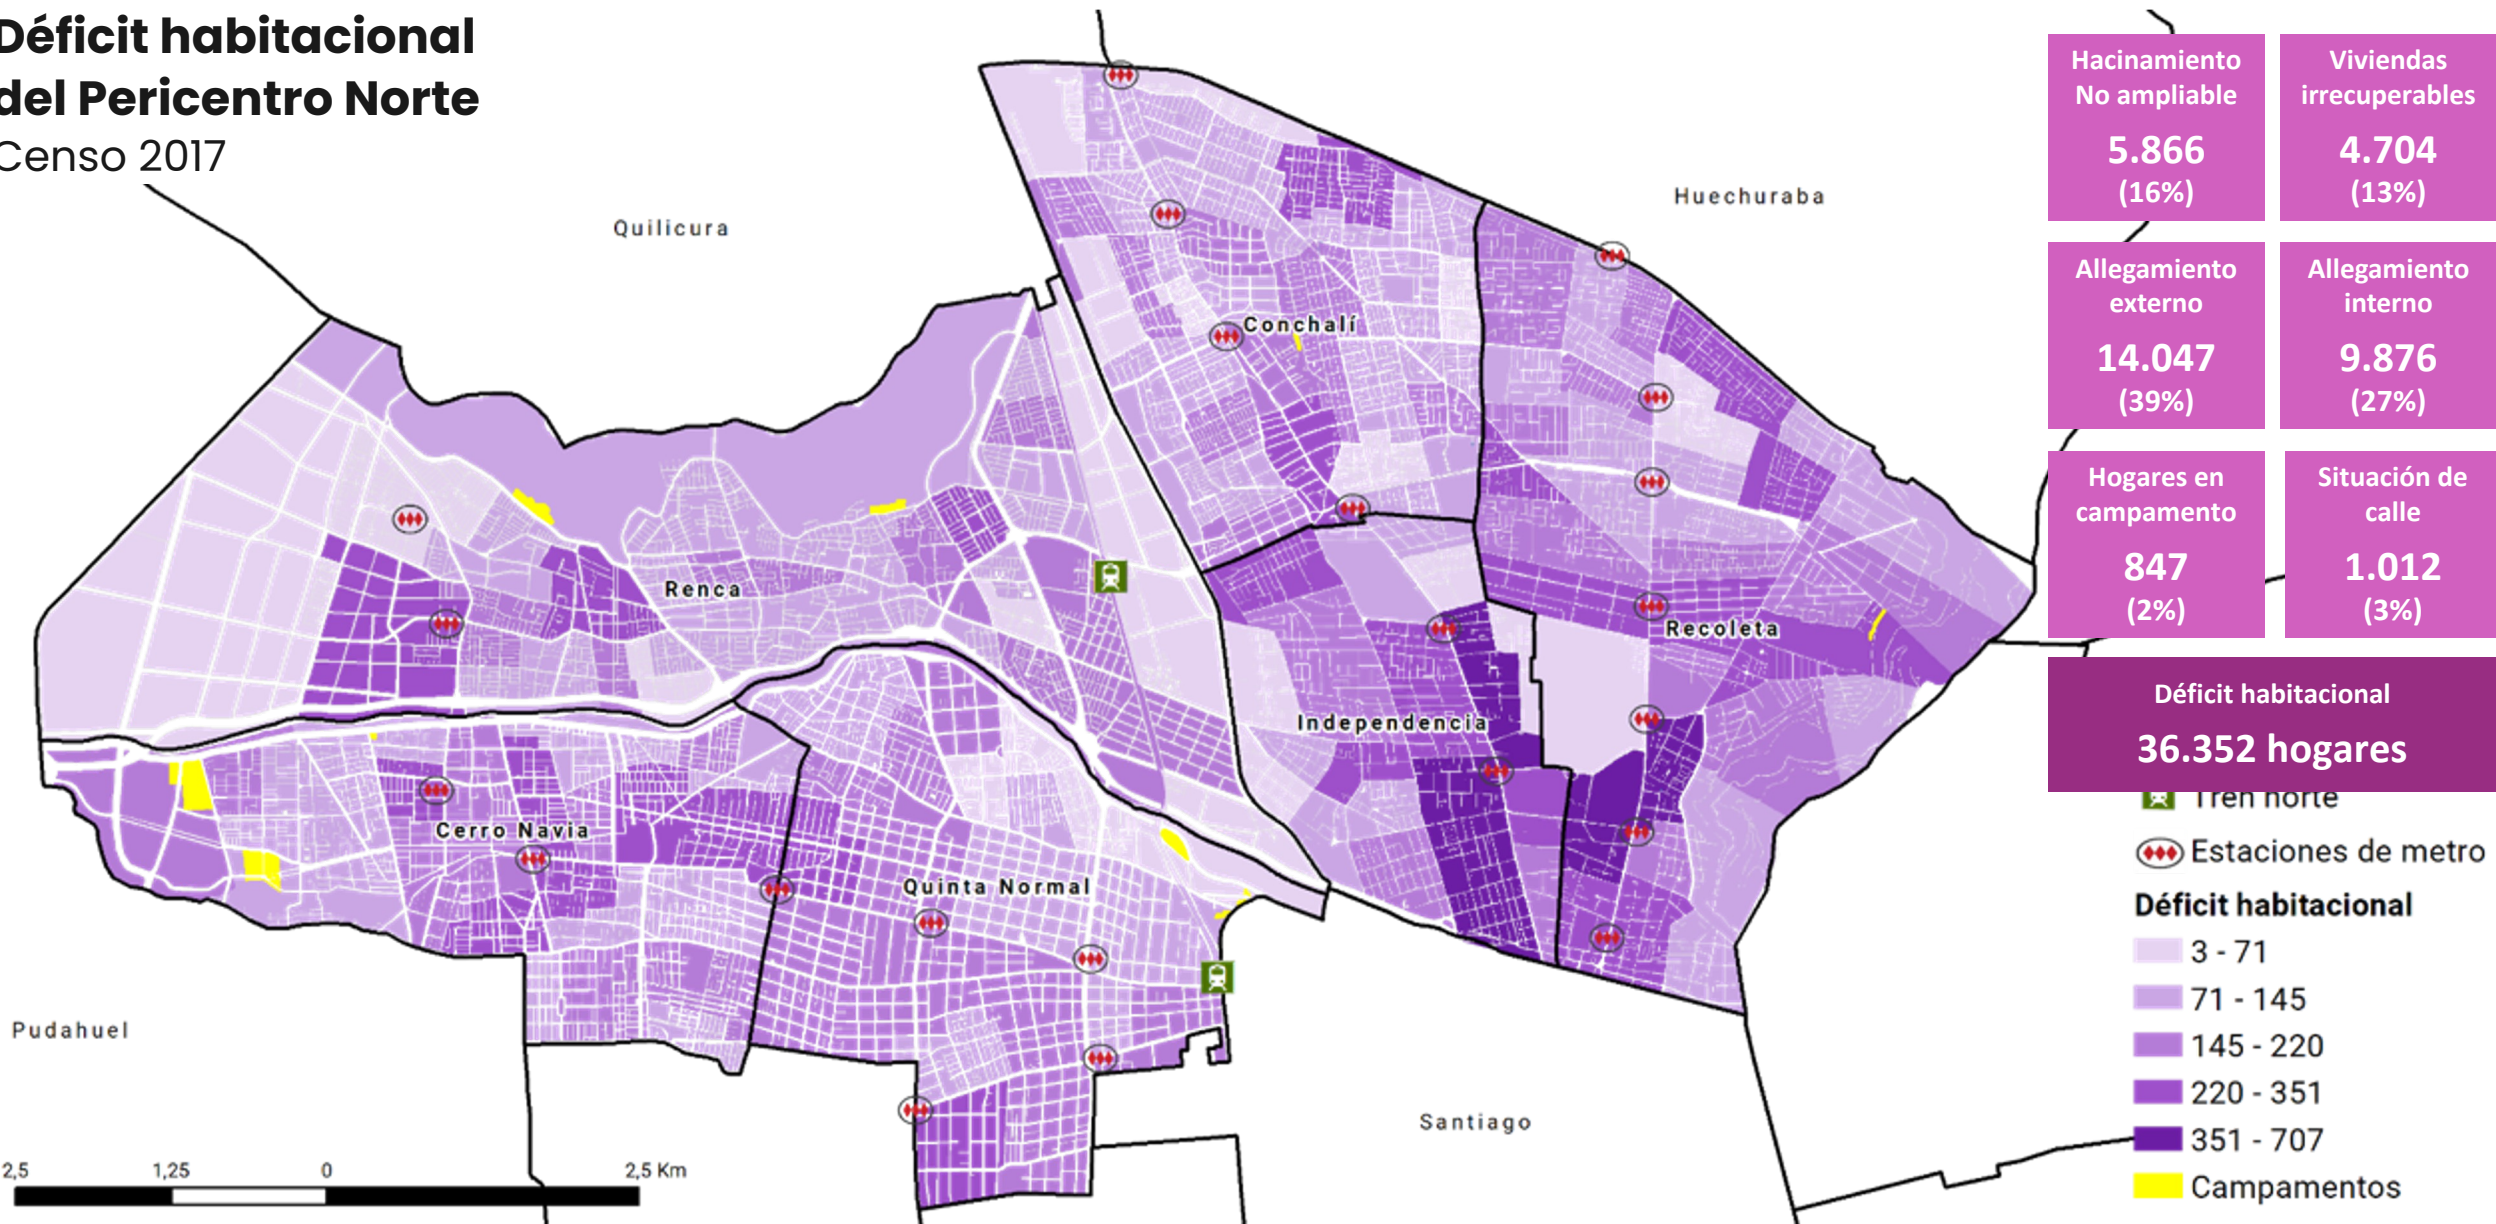 Déficit habitacional
del Pericentro Norte
Censo 2017
Hacinamiento
No ampliable
5.866
(16%)
Viviendas
irrecuperables
4.704
(13%)
Allegamiento
externo
14.047
(39%)
Allegamiento
interno
9.876
(27%)
Hogares en
campamento
847
(2%)
Situación de
calle
1.012
(3%)
Déficit habitacional
36.352 hogares
Quilicura
Huechuraba
Conchalí
Renca
Recoleta
Independencia
Cerro Navia
Quinta Normal
Pudahuel
Santiago
Tren norte
Estaciones de metro
Déficit habitacional
3 - 71
71 - 145
145 - 220
220 - 351
351 - 707
Campamentos
2,5 1,25 0 2,5 Km